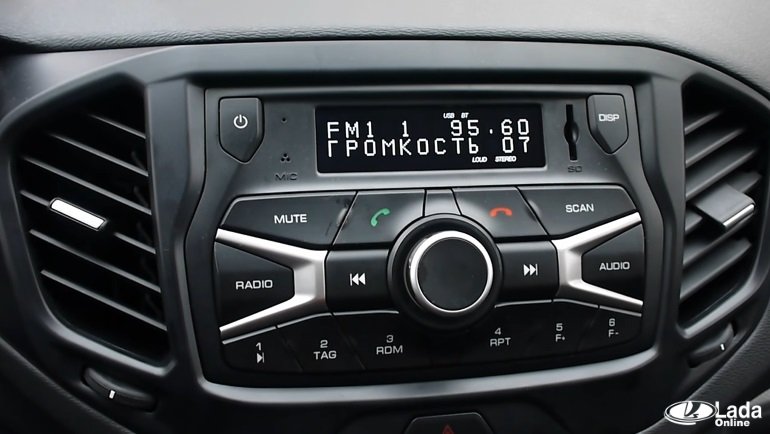 USB BT
FM1 1 95.60
ГРОМКОСТЬ 07
LOUD STEREO
DISP
MIC
SD
MUTE
SCAN
RADIO
AUDIO
1
2 TAG
3 RDM
4 RPT
5 F+
6 F-
Lada
Online